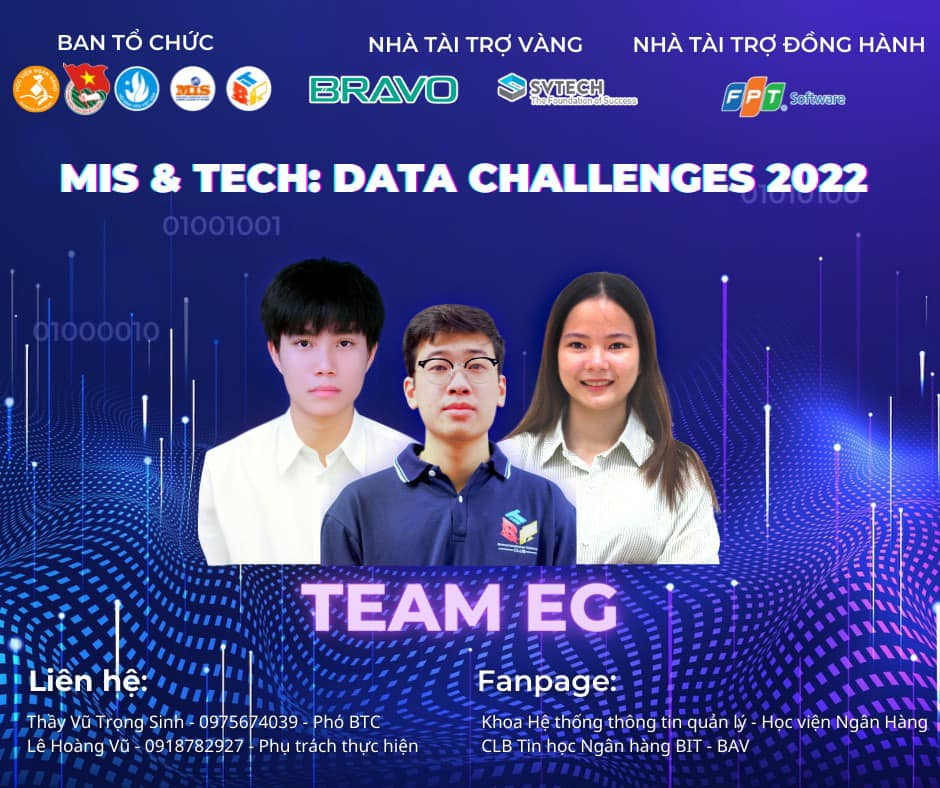 BAN TỔ CHỨC
NHÀ TÀI TRỢ VÀNG
NHÀ TÀI TRỢ ĐỒNG HÀNH
MIS
BRAVO
SVTECH
The Foundation of Success
FPT Software
MIS & TECH: DATA CHALLENGES 2022
01010100
01001001
01000010
CLUB
TEAM EG
Liên hệ:
Thầy Vũ Trọng Sinh - 0975674039 - Phó BTC
Lê Hoàng Vũ - 0918782927 - Phụ trách thực hiện
Fanpage:
Khoa Hệ thống thông tin quản lý - Học viện Ngân Hàng
CLB Tin học Ngân hàng BIT - BAV